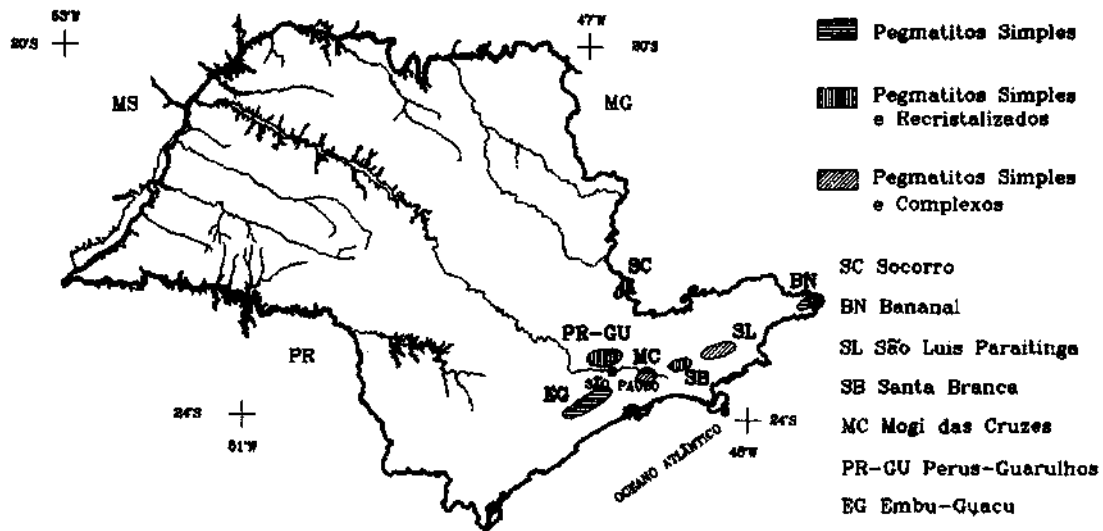 53°W
20°S
47°W
20°S
MS
MG
SC
BN
PR-GU
MC
SL
SB
SÃO PAULO
EG
PR
24°S
51°W
24°S
45°W
OCEANO ATLÂNTICO
Pegmatitos Simples
Pegmatitos Simples
e Recristalizados
Pegmatitos Simples
e Complexos
SC Socorro
BN Bananal
SL São Luis Paraitinga
SB Santa Branca
MC Mogi das Cruzes
PR-GU Perus-Guarulhos
EG Embu-Guacu